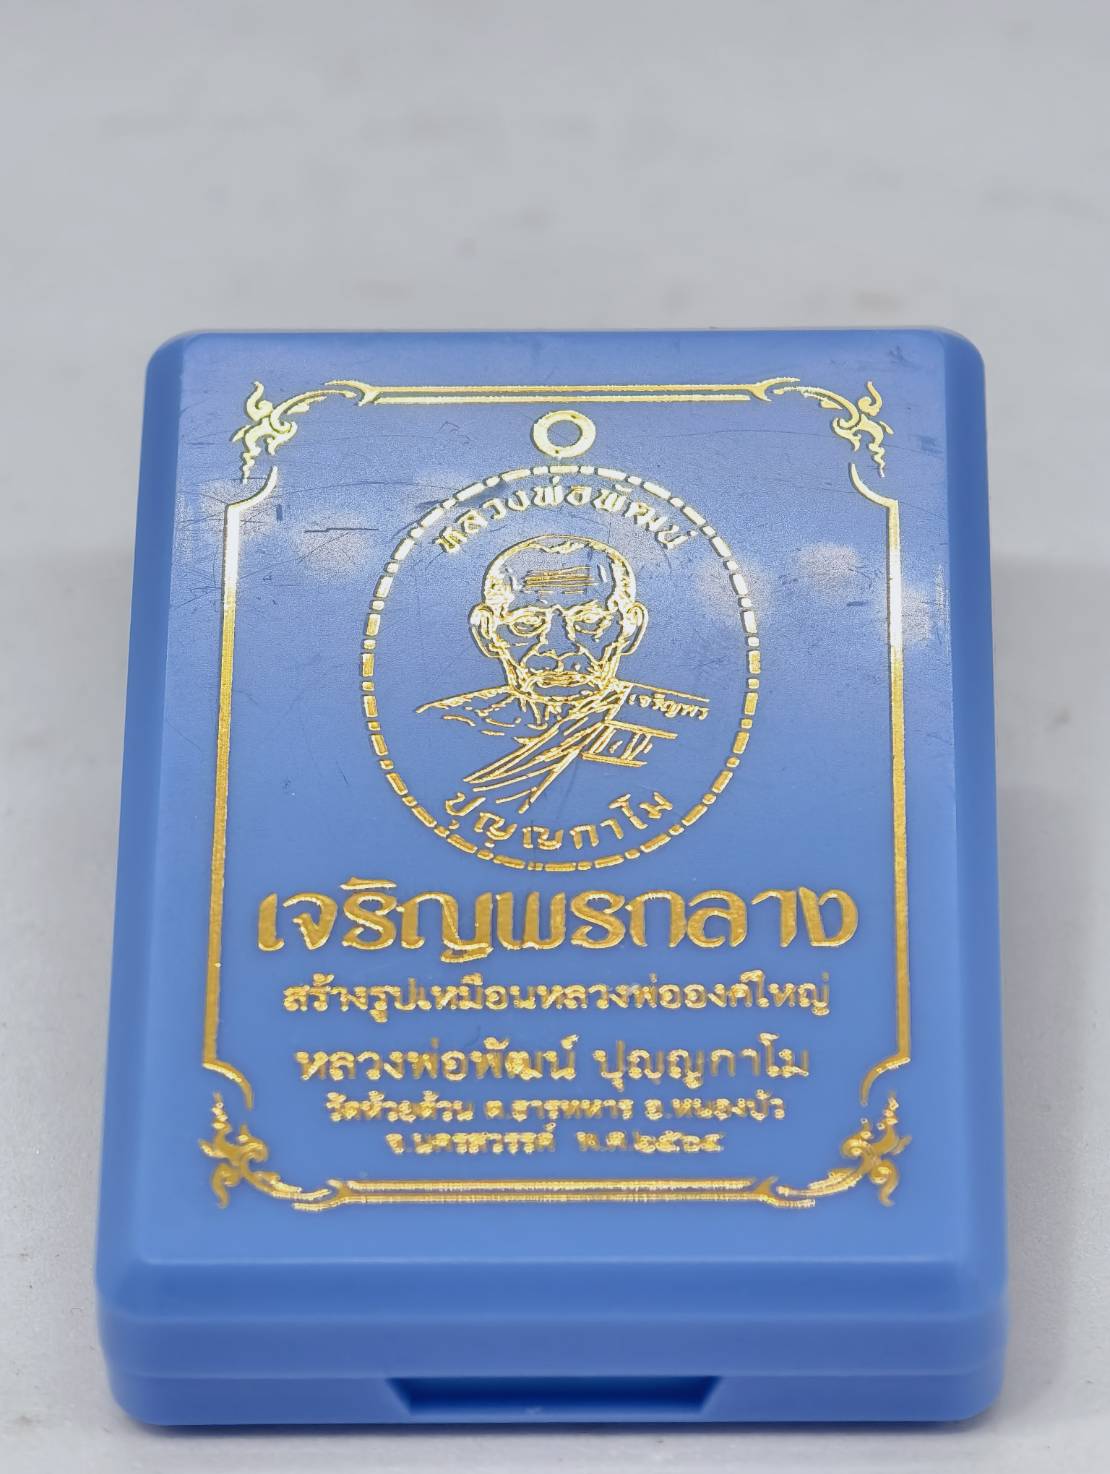 หลวงพ่อพัฒน์
เจริญพร
ปุญญกาโม
เจริญพรกลาง
สร้างรูปเหมือนหลวงพ่อองค์ใหญ่
หลวงพ่อพัฒน์ ปุญญกาโม
วัดห้วยด้วน ต.ธารทหาร อ.หนองบัว
จ.นครสวรรค์ พ.ศ.๒๕๖๔